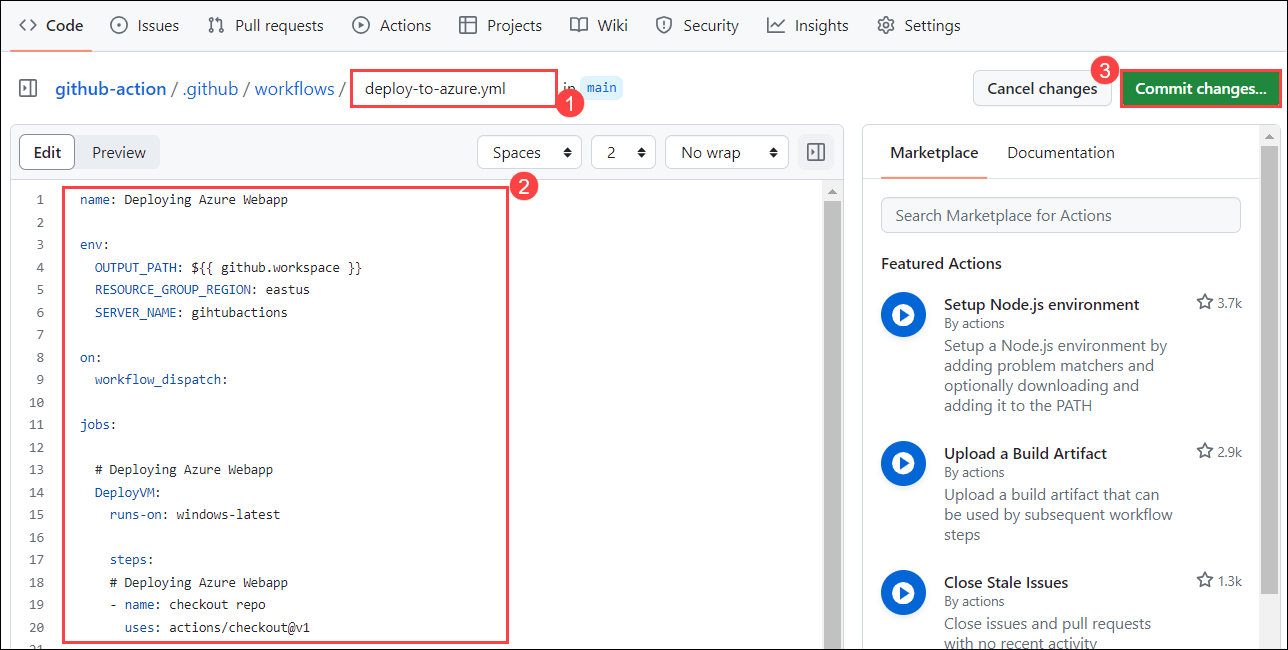 Code Issues Pull requests Actions Projects Wiki Security Insights Settings
github-action / .github / workflows / deploy-to-azure.yml in main Cancel changes Commit changes...
1
3
Edit Preview Spaces 2 No wrap
2
1 name: Deploying Azure Webapp
2
3 env:
4 OUTPUT_PATH: ${{ github.workspace }}
5 RESOURCE_GROUP_REGION: eastus
6 SERVER_NAME: gihtubactions
7
8 on:
9 workflow_dispatch:
10
11 jobs:
12
13 # Deploying Azure Webapp
14 DeployVM:
15 runs-on: windows-latest
16
17 steps:
18 # Deploying Azure Webapp
19 - name: checkout repo
20 uses: actions/checkout@v1
21
Marketplace Documentation
Search Marketplace for Actions
Featured Actions
Setup Node.js environment 3.7k
By actions
Setup a Node.js environment by
adding problem matchers and
optionally downloading and
adding it to the PATH
Upload a Build Artifact 2.9k
By actions
Upload a build artifact that can
be used by subsequent workflow
steps
Close Stale Issues 1.3k
By actions
Close issues and pull requests
with no recent activity